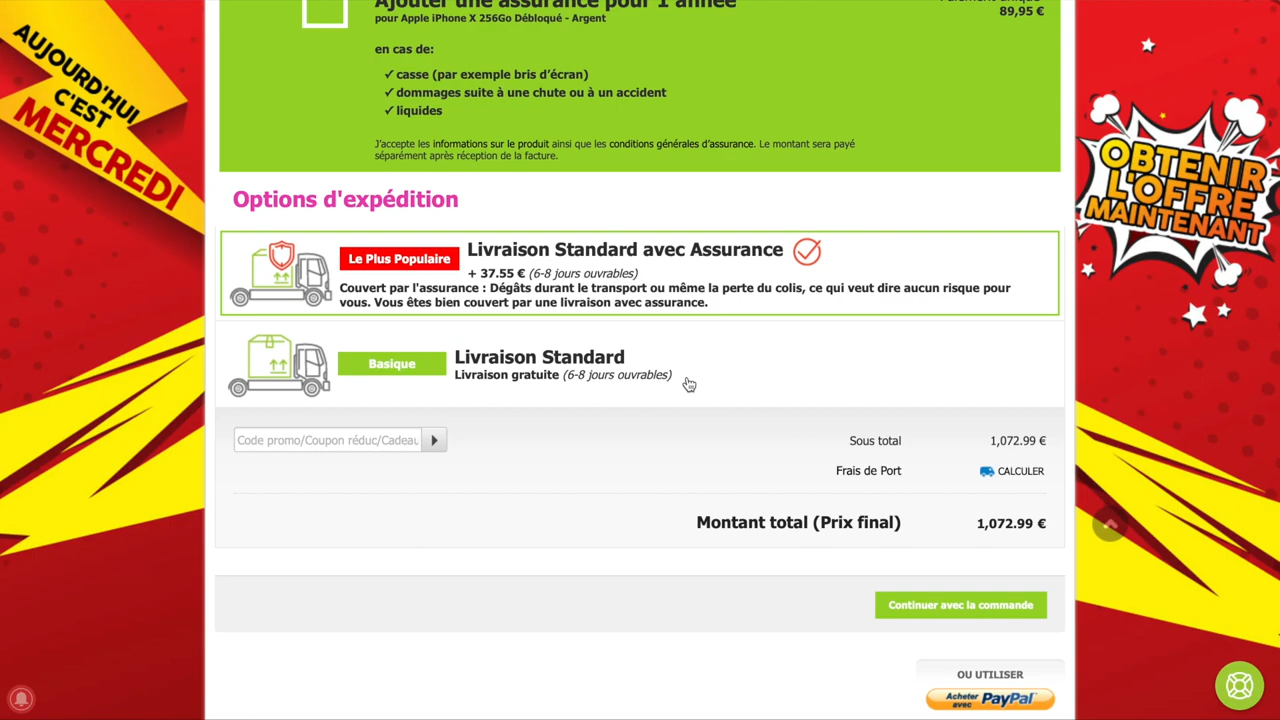 Ajouter une assurance pour 1 année
pour Apple iPhone X 256Go Débloqué - Argent
89,95 €
en cas de:
✓ casse (par exemple bris d'écran)
✓ dommages suite à une chute ou à un accident
✓ liquides
J'accepte les informations sur le produit ainsi que les conditions générales d'assurance. Le montant sera payé
séparément après réception de la facture.
AUJOURD'HUI
C'EST
MERCREDI
OBTENIR
L'OFFRE
MAINTENANT
Options d'expédition
Le Plus Populaire
Livraison Standard avec Assurance
+ 37.55 € (6-8 jours ouvrables)
Couvert par l'assurance : Dégâts durant le transport ou même la perte du colis, ce qui veut dire aucun risque pour
vous. Vous êtes bien couvert par une livraison avec assurance.
Basique
Livraison Standard
Livraison gratuite (6-8 jours ouvrables)
Code promo/Coupon réduc/Cadeau
Sous total 1,072.99 €
Frais de Port CALCULER
Montant total (Prix final) 1,072.99 €
Continuer avec la commande
OU UTILISER
Acheter
avec PayPal